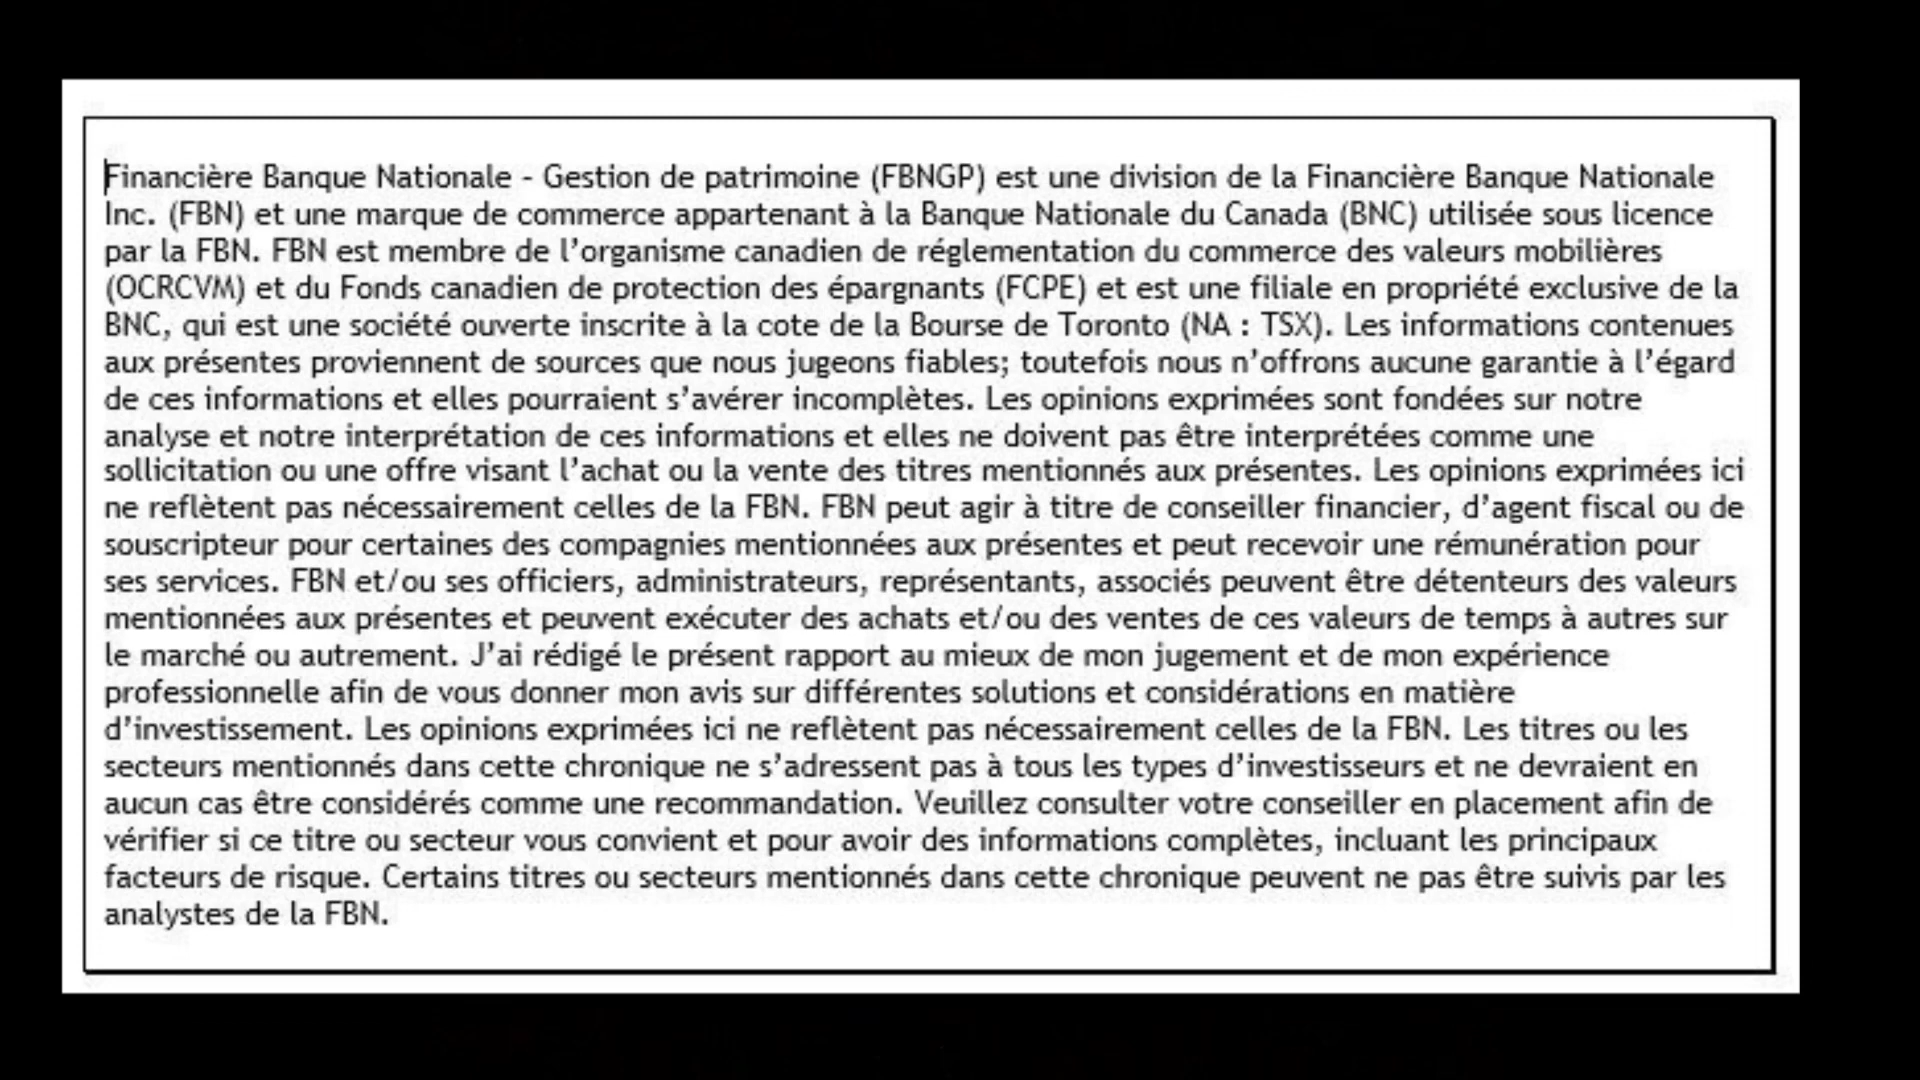 Financière Banque Nationale - Gestion de patrimoine (FBNGP) est une division de la Financière Banque Nationale
Inc. (FBN) et une marque de commerce appartenant à la Banque Nationale du Canada (BNC) utilisée sous licence
par la FBN. FBN est membre de l’organisme canadien de réglementation du commerce des valeurs mobilières
(OCRCVM) et du Fonds canadien de protection des épargnants (FCPE) et est une filiale en propriété exclusive de la
BNC, qui est une société ouverte inscrite à la cote de la Bourse de Toronto (NA : TSX). Les informations contenues
aux présentes proviennent de sources que nous jugeons fiables; toutefois nous n’offrons aucune garantie à l’égard
de ces informations et elles pourraient s’avérer incomplètes. Les opinions exprimées sont fondées sur notre
analyse et notre interprétation de ces informations et elles ne doivent pas être interprétées comme une
sollicitation ou une offre visant l’achat ou la vente des titres mentionnés aux présentes. Les opinions exprimées ici
ne reflètent pas nécessairement celles de la FBN. FBN peut agir à titre de conseiller financier, d’agent fiscal ou de
souscripteur pour certaines des compagnies mentionnées aux présentes et peut recevoir une rémunération pour
ses services. FBN et/ou ses officiers, administrateurs, représentants, associés peuvent être détenteurs des valeurs
mentionnées aux présentes et peuvent exécuter des achats et/ou des ventes de ces valeurs de temps à autres sur
le marché ou autrement. J’ai rédigé le présent rapport au mieux de mon jugement et de mon expérience
professionnelle afin de vous donner mon avis sur différentes solutions et considérations en matière
d’investissement. Les opinions exprimées ici ne reflètent pas nécessairement celles de la FBN. Les titres ou les
secteurs mentionnés dans cette chronique ne s’adressent pas à tous les types d’investisseurs et ne devraient en
aucun cas être considérés comme une recommandation. Veuillez consulter votre conseiller en placement afin de
vérifier si ce titre ou secteur vous convient et pour avoir des informations complètes, incluant les principaux
facteurs de risque. Certains titres ou secteurs mentionnés dans cette chronique peuvent ne pas être suivis par les
analystes de la FBN.